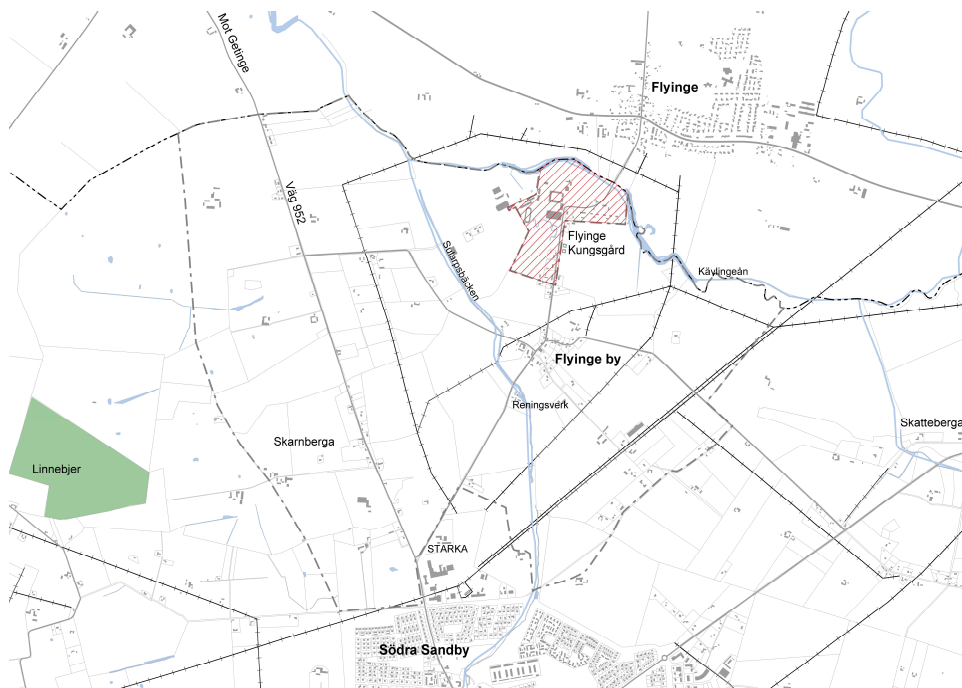 Mot Getinge
Flyinge
Väg 952
Flyinge
Kungsgård
Sularpsbäcken
Kävlingeån
Flyinge by
Reningsverk
Skatteberga
Skarnberga
Linnebjer
STARKA
Södra Sandby